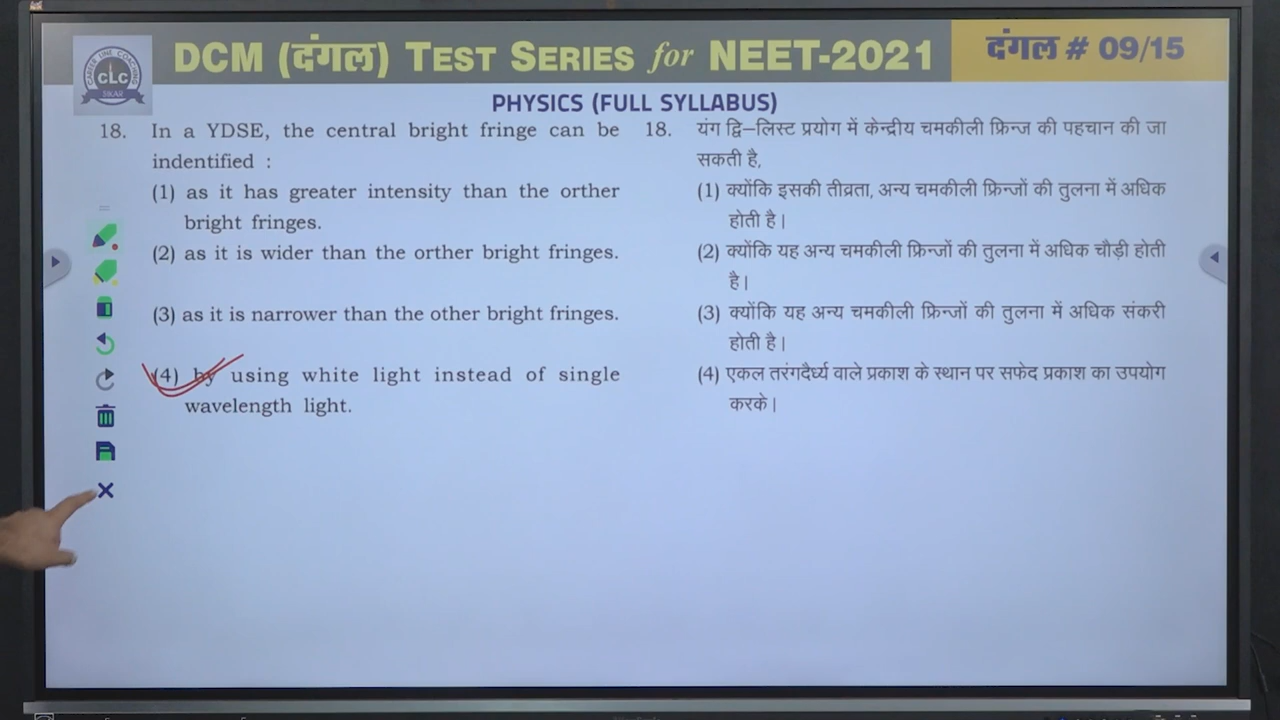 DCM (दंगल) TEST SERIES for NEET-2021
दंगल # 09/15
CAREER LINE COACHING
CLC
SIKAR
PHYSICS (FULL SYLLABUS)
18. In a YDSE, the central bright fringe can be
indentified :
(1) as it has greater intensity than the orther
bright fringes.
(2) as it is wider than the orther bright fringes.
(3) as it is narrower than the other bright fringes.
(4) by using white light instead of single
wavelength light.
18. यंग द्वि–लिस्ट प्रयोग में केन्द्रीय चमकीली फ्रिन्ज की पहचान की जा
सकती है,
(1) क्योंकि इसकी तीव्रता, अन्य चमकीली फ्रिन्जों की तुलना में अधिक
होती है।
(2) क्योंकि यह अन्य चमकीली फ्रिन्जों की तुलना में अधिक चौड़ी होती
है।
(3) क्योंकि यह अन्य चमकीली फ्रिन्जों की तुलना में अधिक संकरी
होती है।
(4) एकल तरंगदैर्ध्य वाले प्रकाश के स्थान पर सफेद प्रकाश का उपयोग
करके।